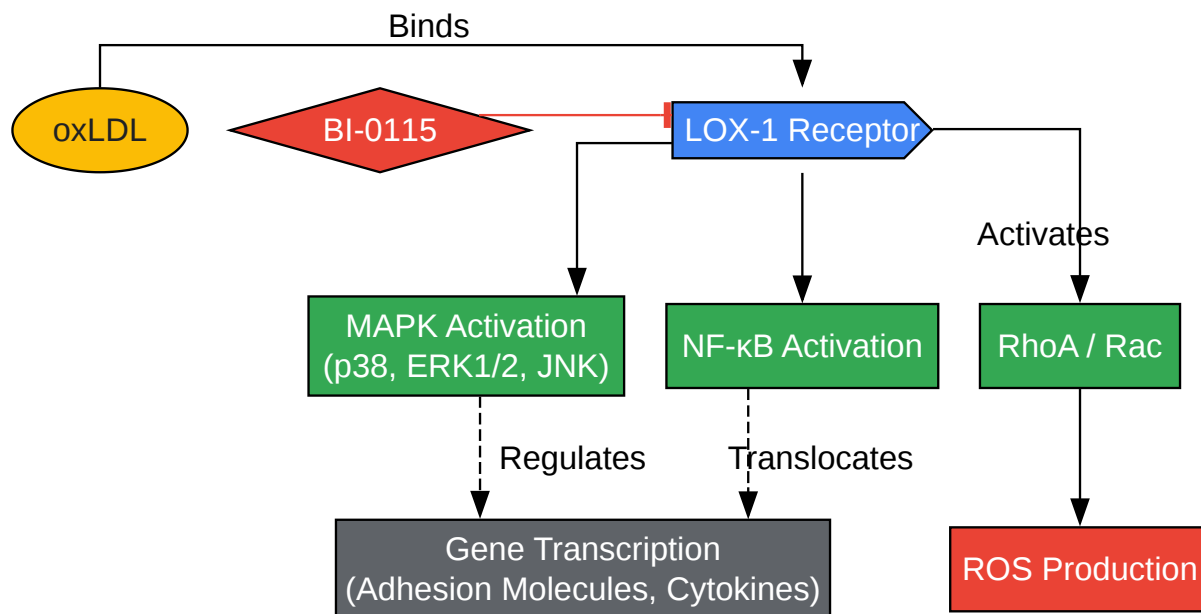 Binds
oxLDL
BI-0115
LOX-1 Receptor
Activates
MAPK Activation
(p38, ERK1/2, JNK)
NF-κB Activation
RhoA / Rac
Regulates
Translocates
Gene Transcription
(Adhesion Molecules, Cytokines)
ROS Production